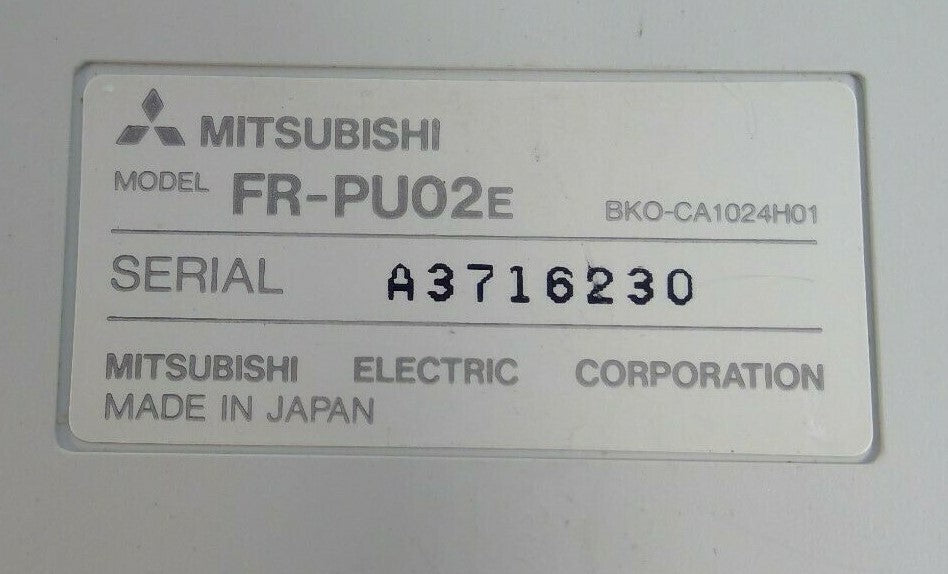 MITSUBISHI
MODEL FR-PU02E BKO-CA1024H01
SERIAL A3716230
MITSUBISHI ELECTRIC CORPORATION
MADE IN JAPAN